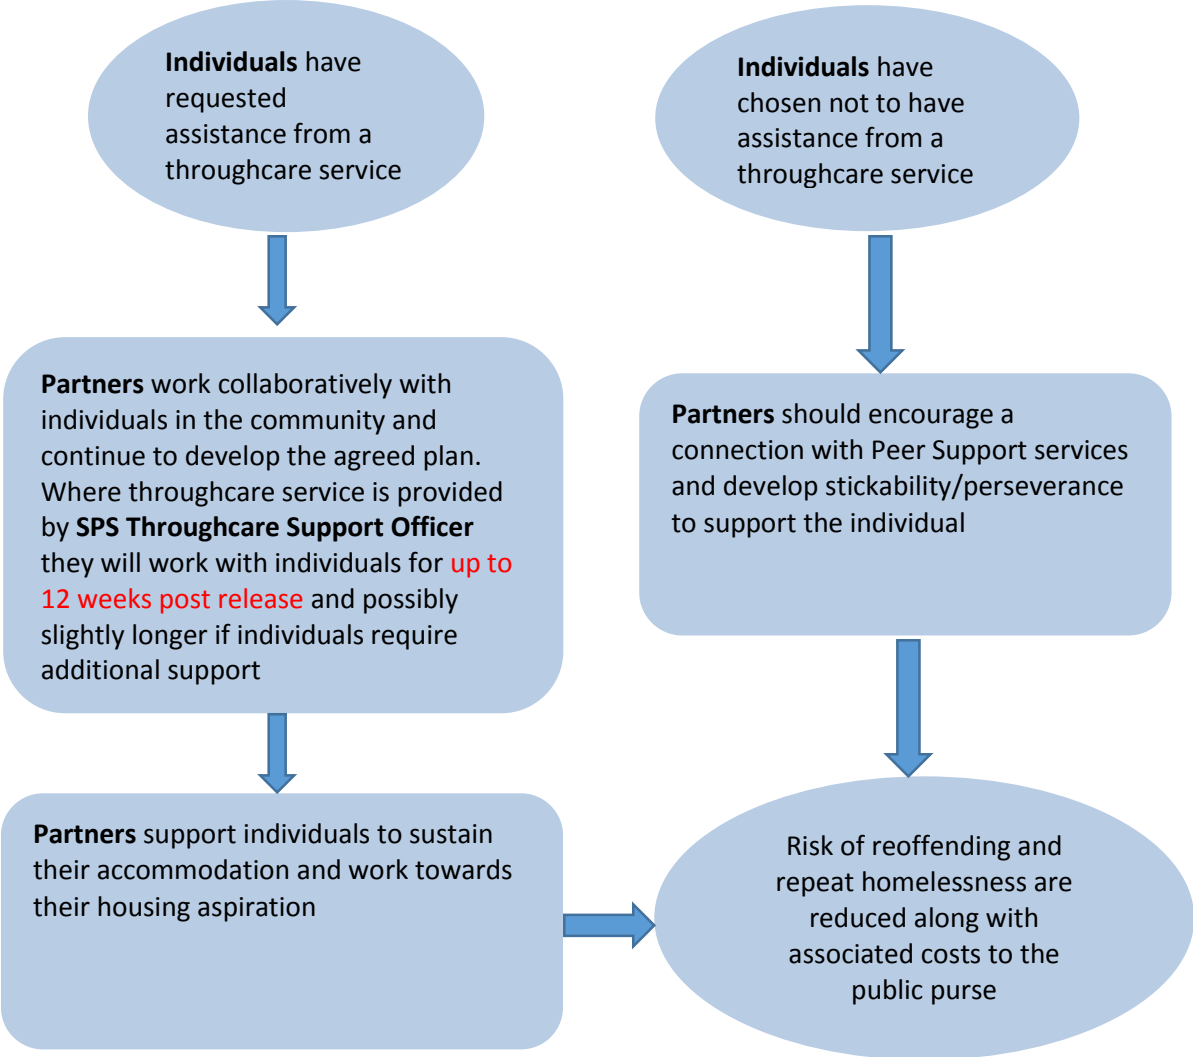 Individuals have
requested
assistance from a
throughcare service
Individuals have
chosen not to have
assistance from a
throughcare service
Partners work collaboratively with
individuals in the community and
continue to develop the agreed plan.
Where throughcare service is provided
by SPS Throughcare Support Officer
they will work with individuals for up to
12 weeks post release and possibly
slightly longer if individuals require
additional support
Partners should encourage a
connection with Peer Support services
and develop stickability/perseverance
to support the individual
Partners support individuals to sustain
their accommodation and work towards
their housing aspiration
Risk of reoffending and
repeat homelessness are
reduced along with
associated costs to the
public purse